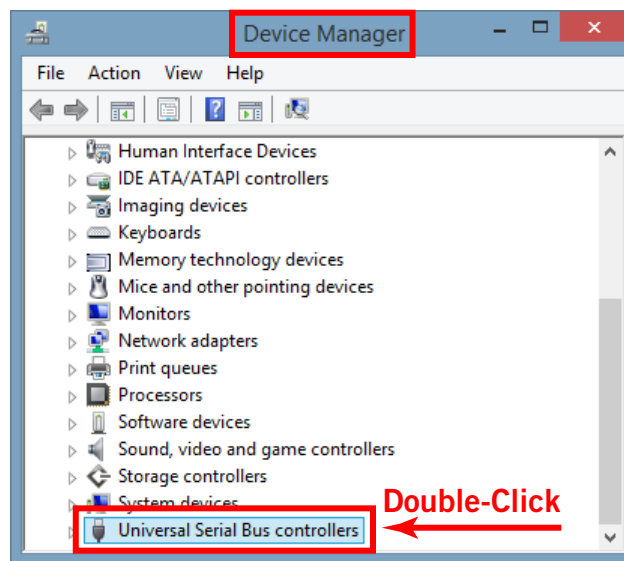 Device Manager
File Action View Help
Human Interface Devices
IDE ATA/ATAPI controllers
Imaging devices
Keyboards
Memory technology devices
Mice and other pointing devices
Monitors
Network adapters
Print queues
Processors
Software devices
Sound, video and game controllers
Storage controllers
System devices
Double-Click
Universal Serial Bus controllers